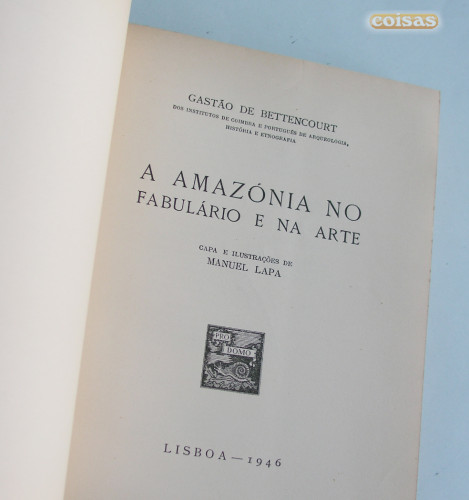 coisas
GASTÃO DE BETTENCOURT
DOS INSTITUTOS DE COIMBRA E PORTUGUÊS DE ARQUEOLOGIA,
HISTÓRIA E ETNOGRAFIA
A AMAZÓNIA NO
FABULÁRIO E NA ARTE
CAPA E ILUSTRAÇÕES DE
MANUEL LAPA
PRO
DOMO
LISBOA — 1946